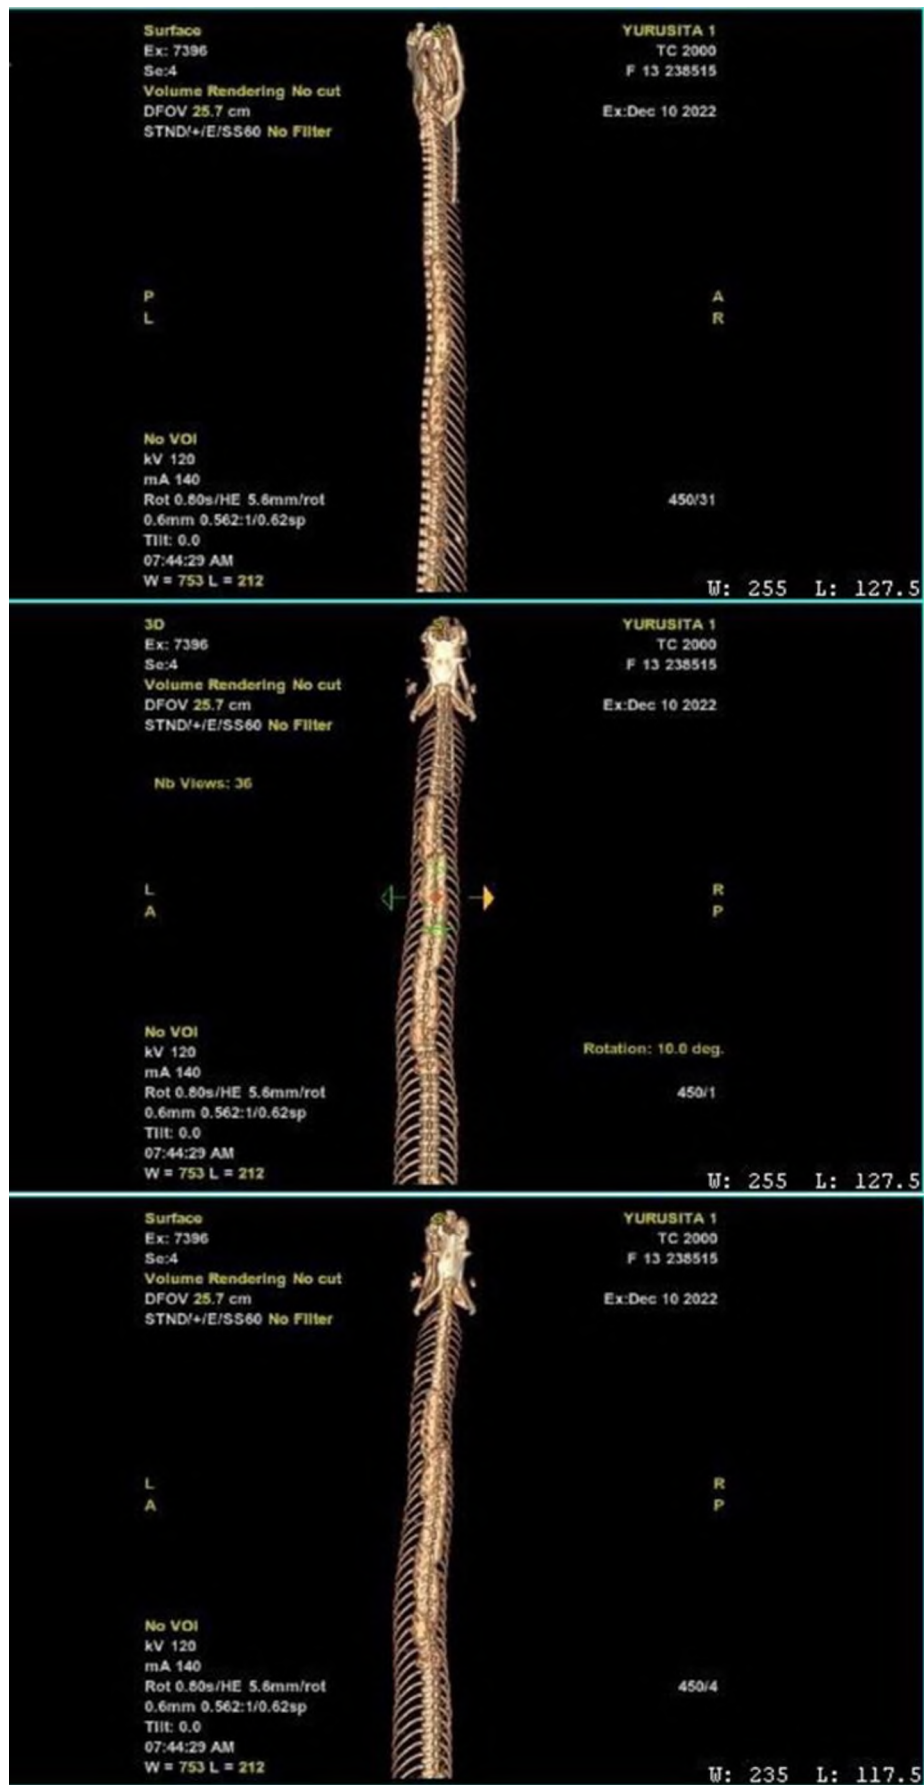 Surface
Ex: 7396
Se:4
Volume Rendering No cut
DFOV 25.7 cm
STND/+/E/SS60 No Filter
YURUSITA 1
TC 2000
F 13 238515
Ex:Dec 10 2022
P
L
A
R
No VOI
kV 120
mA 140
Rot 0.80s/HE 5.6mm/rot
0.6mm 0.562:1/0.62sp
Tilt: 0.0
07:44:29 AM
W = 753 L = 212
450/31
W: 255 L: 127.5
3D
Ex: 7396
Se:4
Volume Rendering No cut
DFOV 25.7 cm
STND/+/E/SS60 No Filter
YURUSITA 1
TC 2000
F 13 238515
Ex:Dec 10 2022
Nb Views: 36
L
A
R
P
No VOI
kV 120
mA 140
Rot 0.80s/HE 5.6mm/rot
0.6mm 0.562:1/0.62sp
Tilt: 0.0
07:44:29 AM
W = 753 L = 212
Rotation: 10.0 deg.
450/1
W: 255 L: 127.5
Surface
Ex: 7396
Se:4
Volume Rendering No cut
DFOV 25.7 cm
STND/+/E/SS60 No Filter
YURUSITA 1
TC 2000
F 13 238515
Ex:Dec 10 2022
L
A
R
P
No VOI
kV 120
mA 140
Rot 0.80s/HE 5.6mm/rot
0.6mm 0.562:1/0.62sp
Tilt: 0.0
07:44:29 AM
W = 753 L = 212
450/4
W: 235 L: 117.5